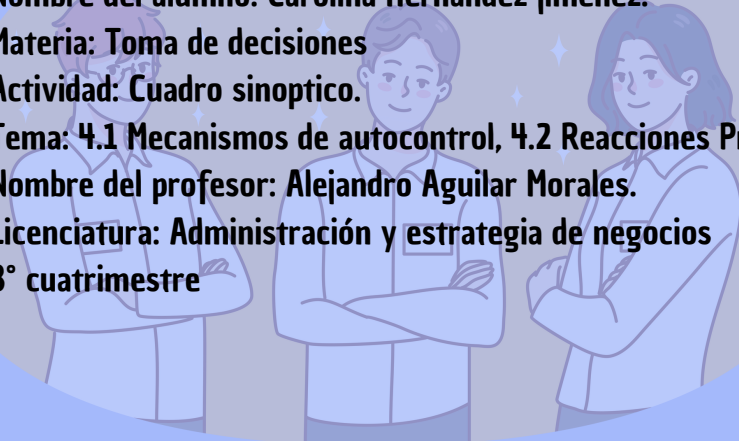 Nombre del alumno: Carolina Hernández Jiménez.
Materia: Toma de decisiones
Actividad: Cuadro sinoptico.
Tema: 4.1 Mecanismos de autocontrol, 4.2 Reacciones
Nombre del profesor: Alejandro Aguilar Morales.
Licenciatura: Administración y estrategia de negocios
cuatrimestre